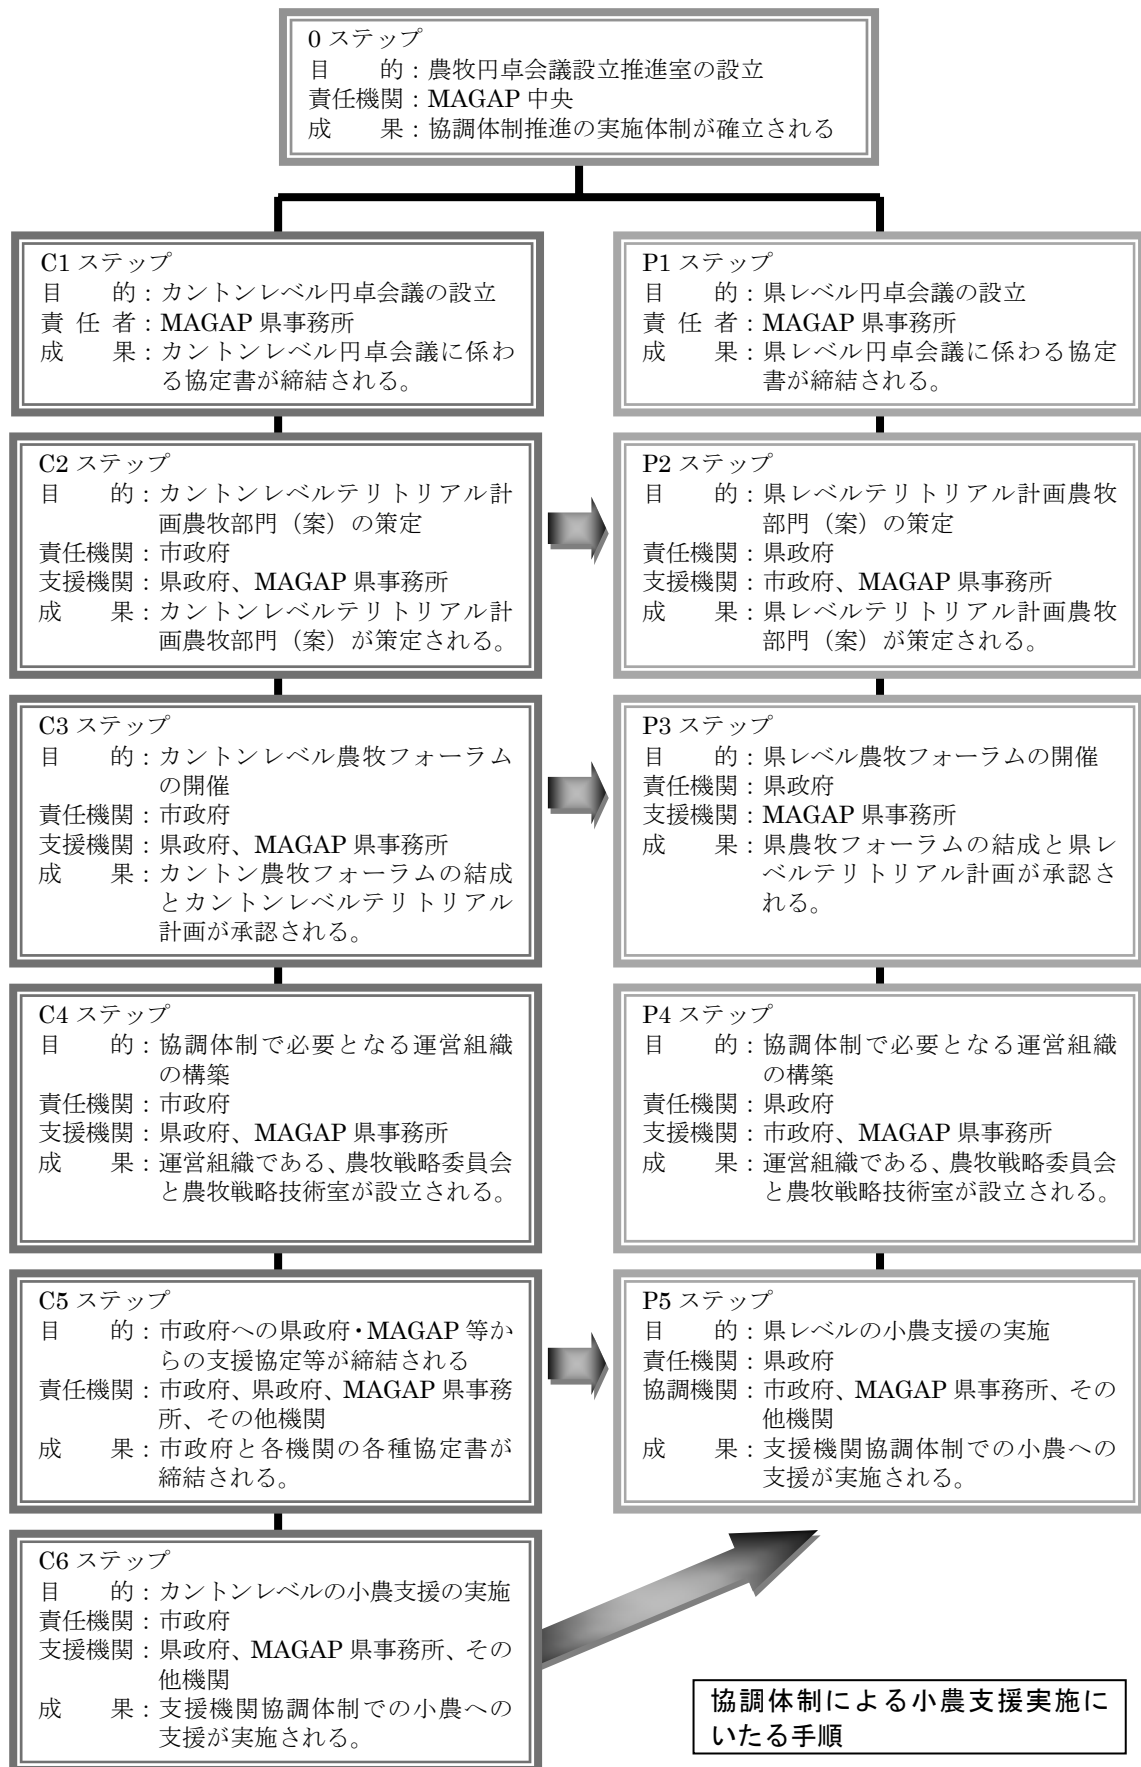 0 ステップ
目　　的：農牧円卓会議設立推進室の設立
責任機関：MAGAP 中央
成　　果：協調体制推進の実施体制が確立される
C1 ステップ
目　　的：カントンレベル円卓会議の設立
責 任 者：MAGAP 県事務所
成　　果：カントンレベル円卓会議に係わ
る協定書が締結される。
P1 ステップ
目　　的：県レベル円卓会議の設立
責 任 者：MAGAP 県事務所
成　　果：県レベル円卓会議に係わる協定
書が締結される。
C2 ステップ
目　　的：カントンレベルテリトリアル計
画農牧部門（案）の策定
責任機関：市政府
支援機関：県政府、MAGAP 県事務所
成　　果：カントンレベルテリトリアル計
画農牧部門（案）が策定される。
P2 ステップ
目　　的：県レベルテリトリアル計画農牧
部門（案）の策定
責任機関：県政府
支援機関：市政府、MAGAP 県事務所
成　　果：県レベルテリトリアル計画農牧
部門（案）が策定される。
C3 ステップ
目　　的：カントンレベル農牧フォーラム
の開催
責任機関：市政府
支援機関：県政府、MAGAP 県事務所
成　　果：カントン農牧フォーラムの結成
とカントンレベルテリトリアル
計画が承認される。
P3 ステップ
目　　的：県レベル農牧フォーラムの開催
責任機関：県政府
支援機関：MAGAP 県事務所
成　　果：県農牧フォーラムの結成と県レ
ベルテリトリアル計画が承認さ
れる。
C4 ステップ
目　　的：協調体制で必要となる運営組織
の構築
責任機関：市政府
支援機関：県政府、MAGAP 県事務所
成　　果：運営組織である、農牧戦略委員会
と農牧戦略技術室が設立される。
P4 ステップ
目　　的：協調体制で必要となる運営組織
の構築
責任機関：県政府
支援機関：市政府、MAGAP 県事務所
成　　果：運営組織である、農牧戦略委員会
と農牧戦略技術室が設立される。
C5 ステップ
目　　的：市政府への県政府・MAGAP 等か
らの支援協定等が締結される
責任機関：市政府、県政府、MAGAP 県事務
所、その他機関
成　　果：市政府と各機関の各種協定書が
締結される。
P5 ステップ
目　　的：県レベルの小農支援の実施
責任機関：県政府
協調機関：市政府、MAGAP 県事務所、その
他機関
成　　果：支援機関協調体制での小農への
支援が実施される。
C6 ステップ
目　　的：カントンレベルの小農支援の実施
責任機関：市政府
支援機関：県政府、MAGAP 県事務所、その
他機関
成　　果：支援機関協調体制での小農への
支援が実施される。
協調体制による小農支援実施に
いたる手順